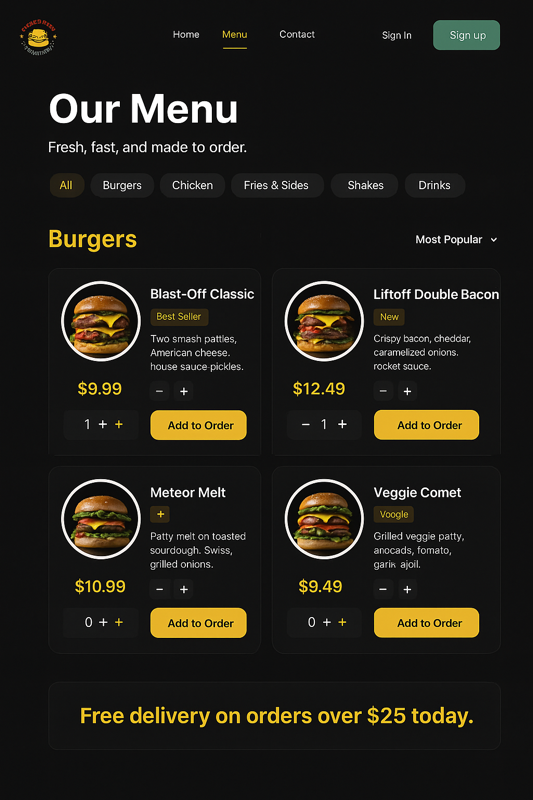 Home Menu Contact Sign In Sign up
Our Menu
Fresh, fast, and made to order.
All Burgers Chicken Fries & Sides Shakes Drinks
Burgers
Most Popular
Blast-Off Classic
Best Seller
Two smash pattles,
American cheese.
house sauce pickles.
$9.99
− +
1 + +
Add to Order
Liftoff Double Bacon
New
Crispy bacon, cheddar,
caramelized onions.
rocket sauce.
$12.49
− +
− 1 +
Add to Order
Meteor Melt
+
Patty melt on toasted
sourdough. Swiss,
grilled onions.
$10.99
− +
0 + +
Add to Order
Veggie Comet
Voogle
Grilled veggie patty,
anocads, fomato,
garik ajoil.
$9.49
− +
0 + +
Add to Order
Free delivery on orders over $25 today.